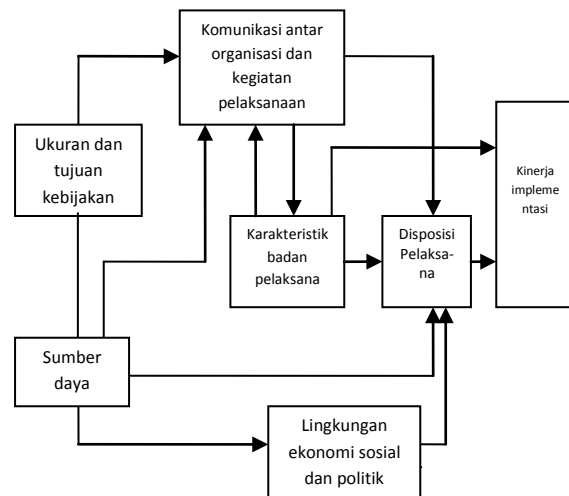 Komunikasi antar
organisasi dan
kegiatan
pelaksanaan
Ukuran dan
tujuan
kebijakan
Kinerja
impleme
ntasi
Karakteristik
badan
pelaksana
Disposisi
Pelaksa-
na
Sumber
daya
Lingkungan
ekonomi sosial
dan politik